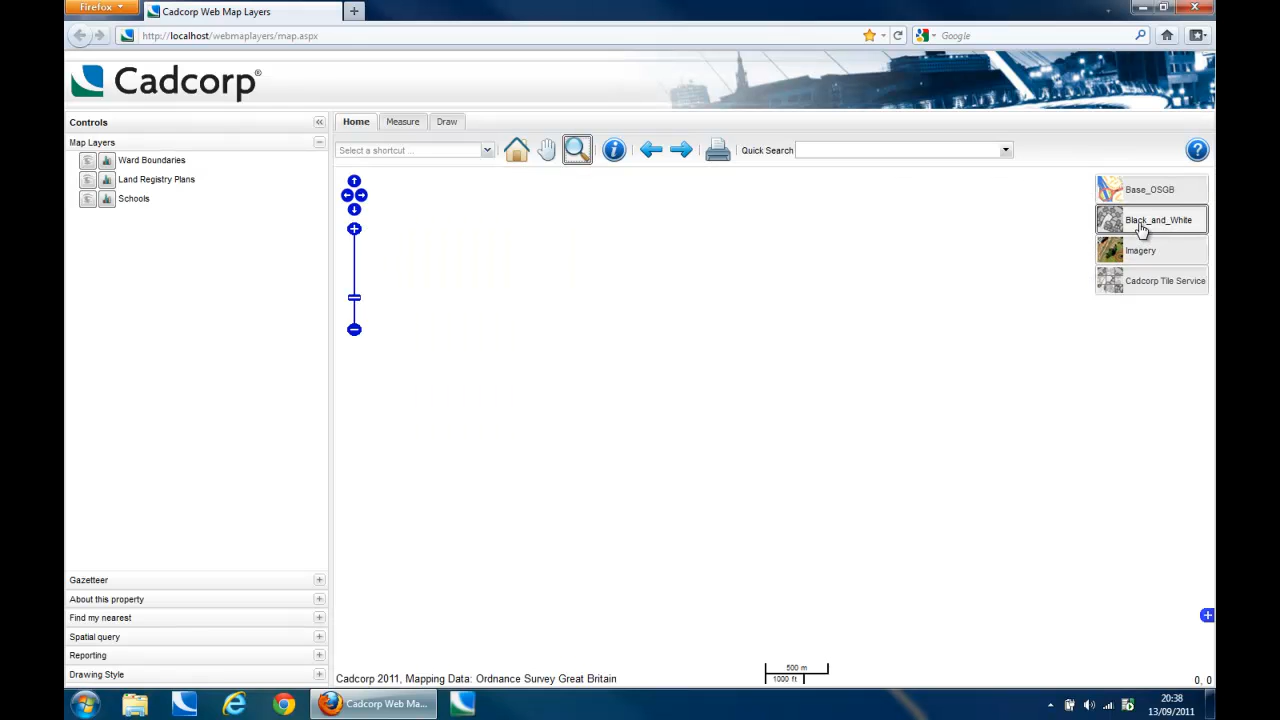 Firefox
Cadcorp Web Map Layers
http://localhost/webmaplayers/map.aspx
Google
Cadcorp®
Controls
Home Measure Draw
Map Layers
Select a shortcut ...
Quick Search
Ward Boundaries
Land Registry Plans
Schools
Base_OSGB
Black_and_White
Imagery
Cadcorp Tile Service
Gazetteer
About this property
Find my nearest
Spatial query
Reporting
Drawing Style
500 m
1000 ft
Cadcorp 2011, Mapping Data: Ordnance Survey Great Britain
0, 0
Cadcorp Web Ma...
20:38
13/09/2011